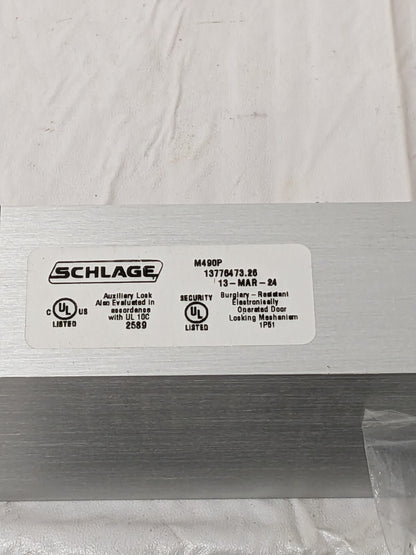 SCHLAGE
M490P
13776473.26
13-MAR-24
C UL US
LISTED
Auxiliary Lock
Also Evaluated in
accordance
with UL 10C
2589
SECURITY
UL
LISTED
Burglary - Resistant
Electronically
Operated Door
Locking Mechanism
1P51